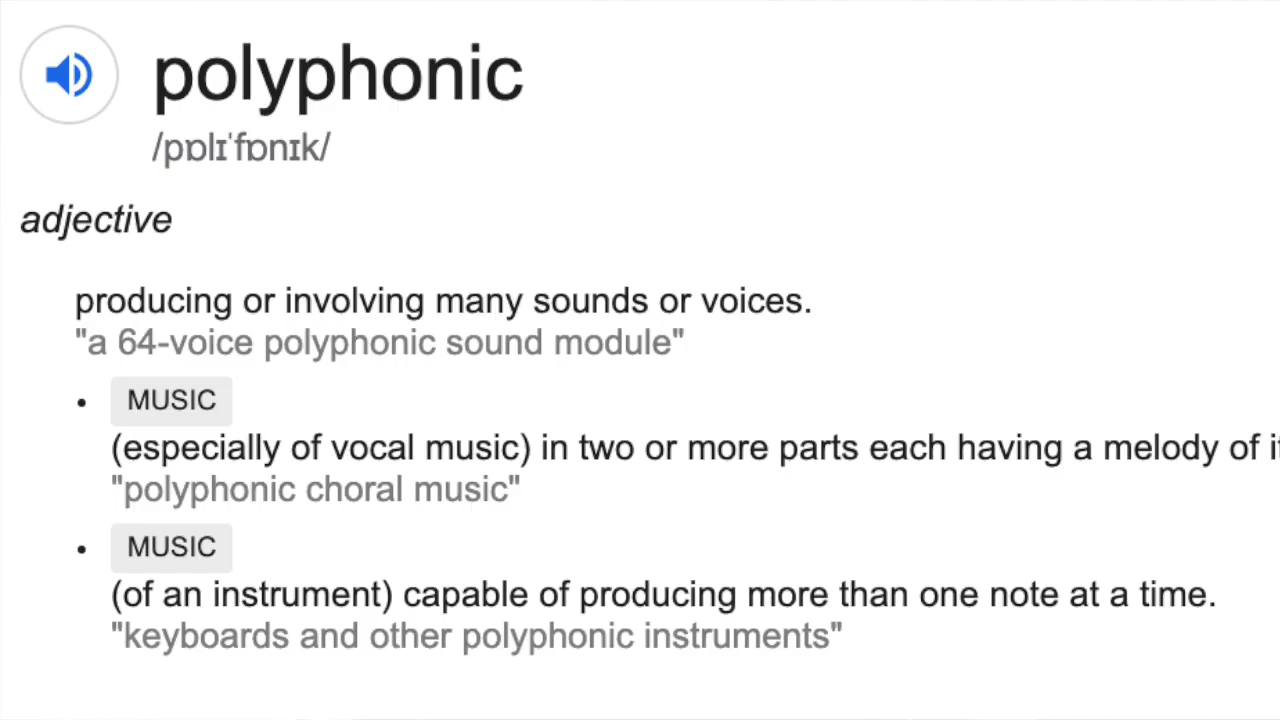 polyphonic
/pɒlɪˈfɒnɪk/
adjective
producing or involving many sounds or voices.
"a 64-voice polyphonic sound module"
• MUSIC
(especially of vocal music) in two or more parts each having a melody of
"polyphonic choral music"
• MUSIC
(of an instrument) capable of producing more than one note at a time.
"keyboards and other polyphonic instruments"